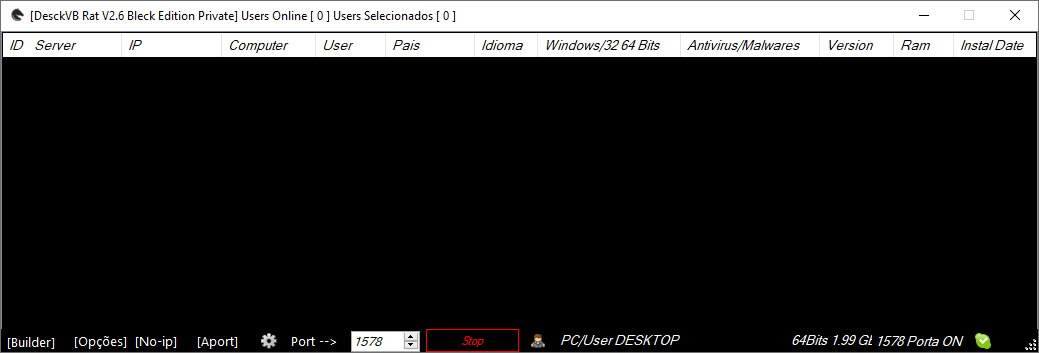 [DesckVB Rat V2.6 Bleck Edition Private] Users Online [ 0 ] Users Selecionados [ 0 ]
ID Server IP Computer User Pais Idioma Windows/32 64 Bits Antivirus/Malwares Version Ram Instal Date
[Builder] [Opções] [No-ip] [Aport] Port --> 1578 Stop PC/User DESKTOP 64Bits 1.99 GI 1578 Porta ON